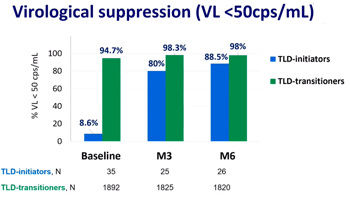 Virological suppression (VL <50cps/mL)
% VL < 50 cps/mL
100
80
60
40
20
0
8.6%
94.7%
80%
98.3%
88.5%
98%
Baseline
M3
M6
TLD-initiators
TLD-transitioners
TLD-initiators, N 35 25 26
TLD-transitioners, N 1892 1825 1820